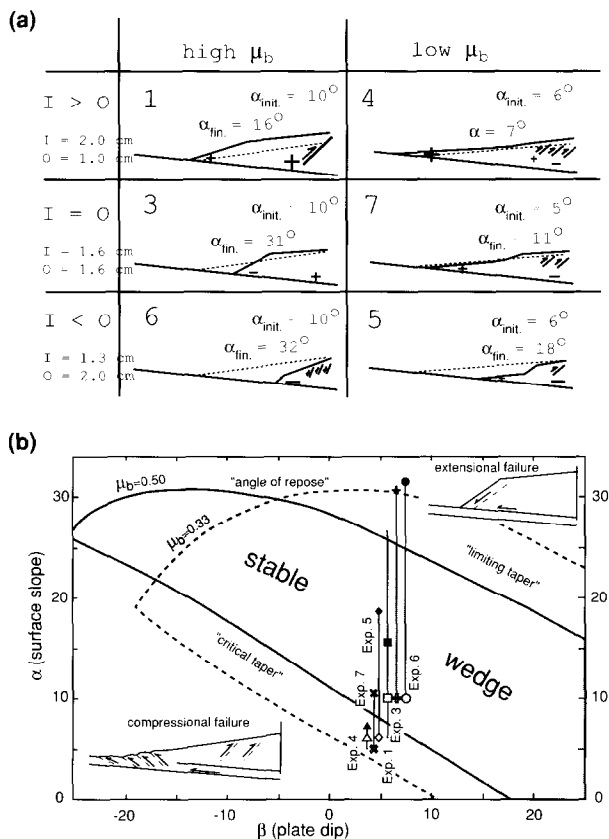 (a)
high μb low μb
I > O
I = 2.0 cm
O = 1.0 cm
1
αinit. = 10°
αfin. = 16°
+ +
4
αinit. = 6°
α = 7°
+ + −
I = O
I = 1.6 cm
O = 1.6 cm
3
αinit. = 10°
αfin. = 31°
− +
7
αinit. = 5°
αfin. = 11°
+ −
I < O
I = 1.3 cm
O = 2.0 cm
6
αinit. = 10°
αfin. = 32°
−
5
αinit. = 6°
αfin. = 18°
+ −
(b)
α (surface slope)
30
20
10
0
30
20
10
0
μb=0.50
"angle of repose"
extensional failure
μb=0.33
stable
"limiting taper"
wedge
"critical taper"
Exp. 5
Exp. 7
Exp. 4
Exp. 1
Exp. 3
Exp. 6
compressional failure
-20 -10 0 10 20
β (plate dip)